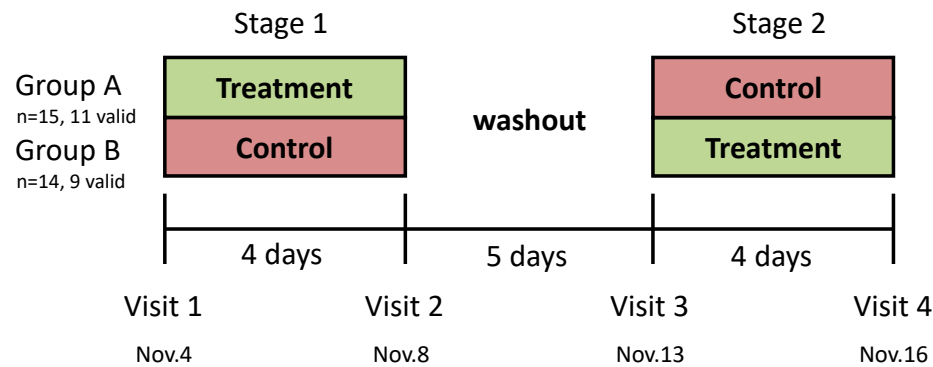 Stage 1
Stage 2
Group A
n=15, 11 valid
Group B
n=14, 9 valid
Treatment
Control
washout
Control
Treatment
4 days
5 days
4 days
Visit 1
Visit 2
Visit 3
Visit 4
Nov.4
Nov.8
Nov.13
Nov.16